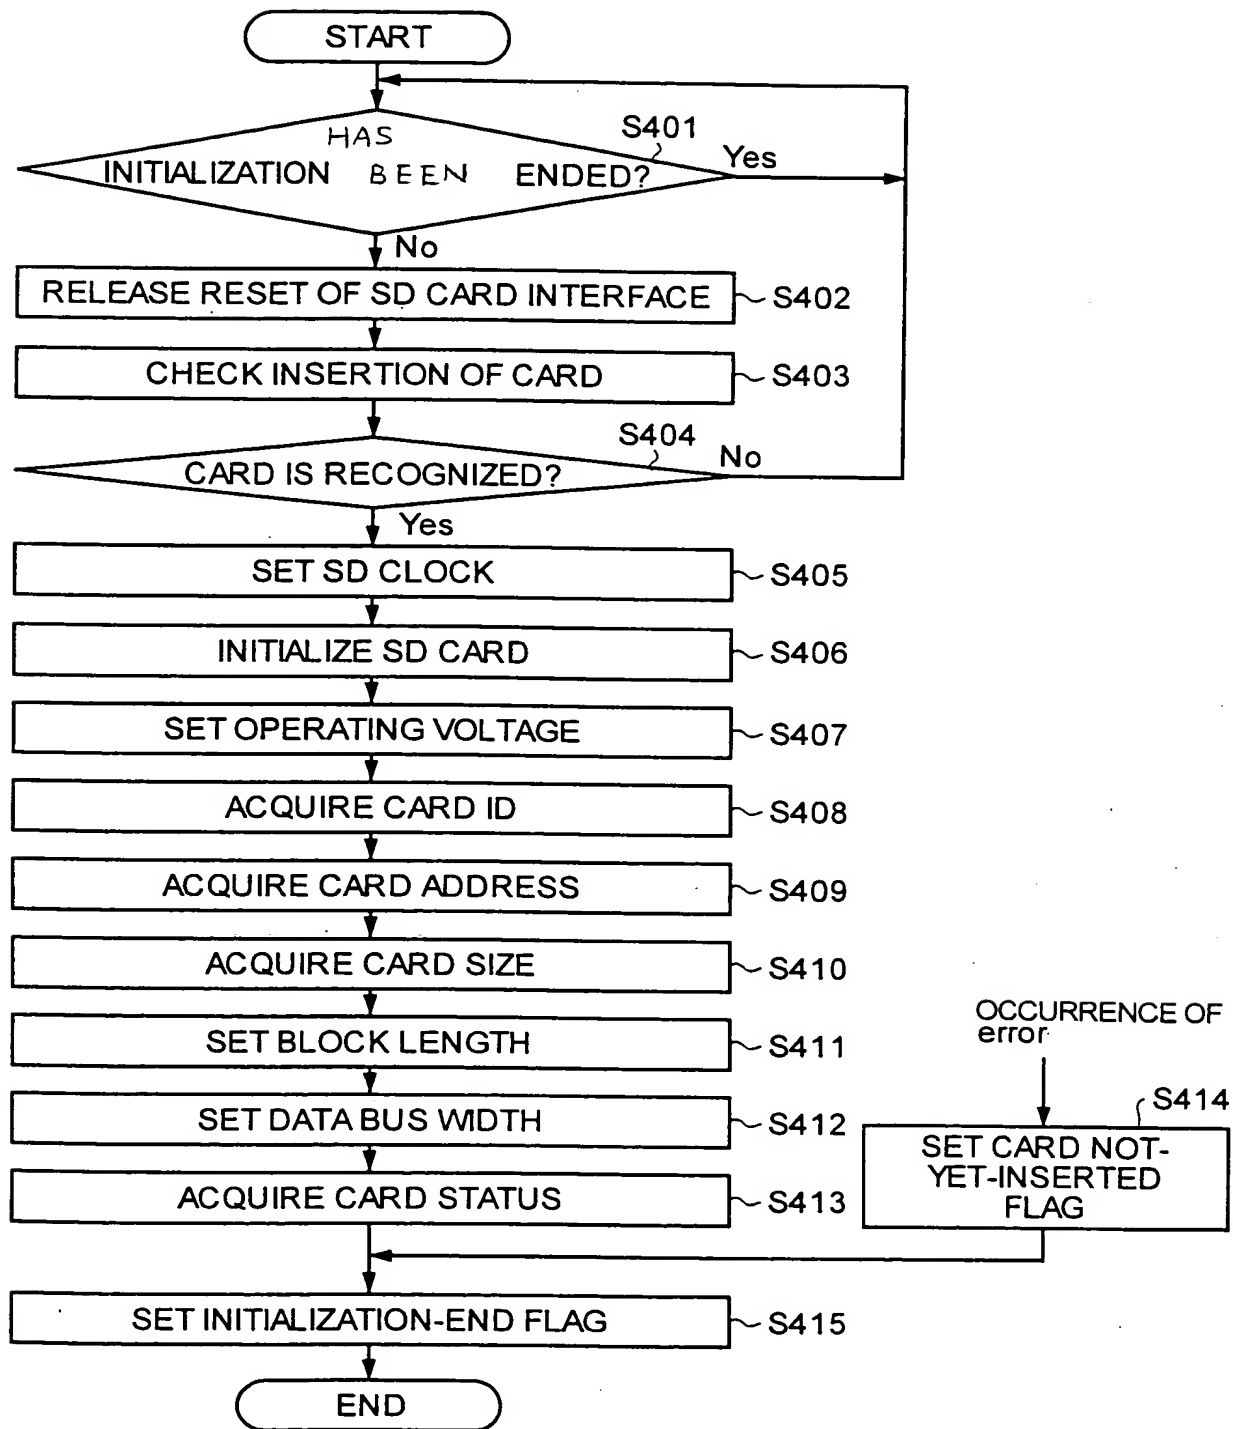 START
HAS
S401
INITIALIZATION BEEN ENDED?
Yes
No
RELEASE RESET OF SD CARD INTERFACE
S402
CHECK INSERTION OF CARD
S403
S404
CARD IS RECOGNIZED?
No
Yes
SET SD CLOCK
S405
INITIALIZE SD CARD
S406
SET OPERATING VOLTAGE
S407
ACQUIRE CARD ID
S408
ACQUIRE CARD ADDRESS
S409
ACQUIRE CARD SIZE
S410
SET BLOCK LENGTH
S411
SET DATA BUS WIDTH
S412
ACQUIRE CARD STATUS
S413
OCCURRENCE OF
error
S414
SET CARD NOT-
YET-INSERTED
FLAG
SET INITIALIZATION-END FLAG
S415
END